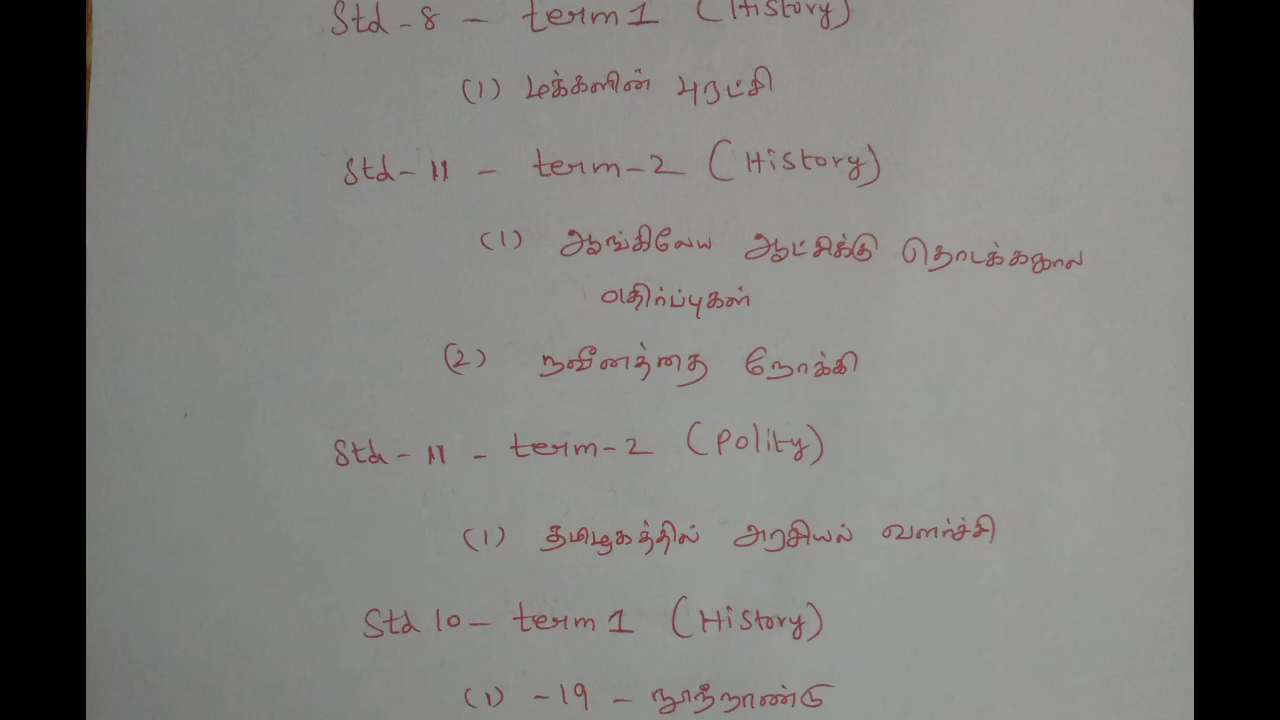 Std - 8 - term 1 (History)
(1) மக்களின் புரட்சி
Std - 11 - term - 2 (History)
(1) ஆங்கிலேய ஆட்சிக்கு தொடக்ககால
எதிர்ப்புகள்
(2) நவீனத்தை நோக்கி
Std - 11 - term - 2 (Polity)
(1) தமிழகத்தில் அரசியல் வளர்ச்சி
Std 10 - term 1 (History)
(1) - 19 - நூற்றாண்டு